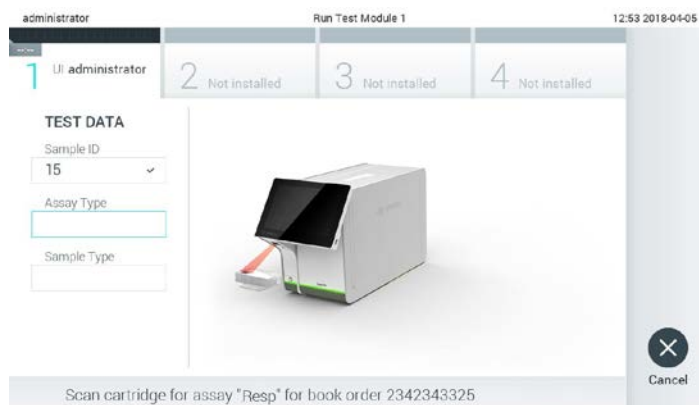 administrator Run Test Module 1 12:53 2018-04-05
1 UI administrator 2 Not installed 3 Not installed 4 Not installed
TEST DATA
Sample ID
15
Assay Type
Sample Type
Cancel
Scan cartridge for assay "Resp" for book order 2342343325